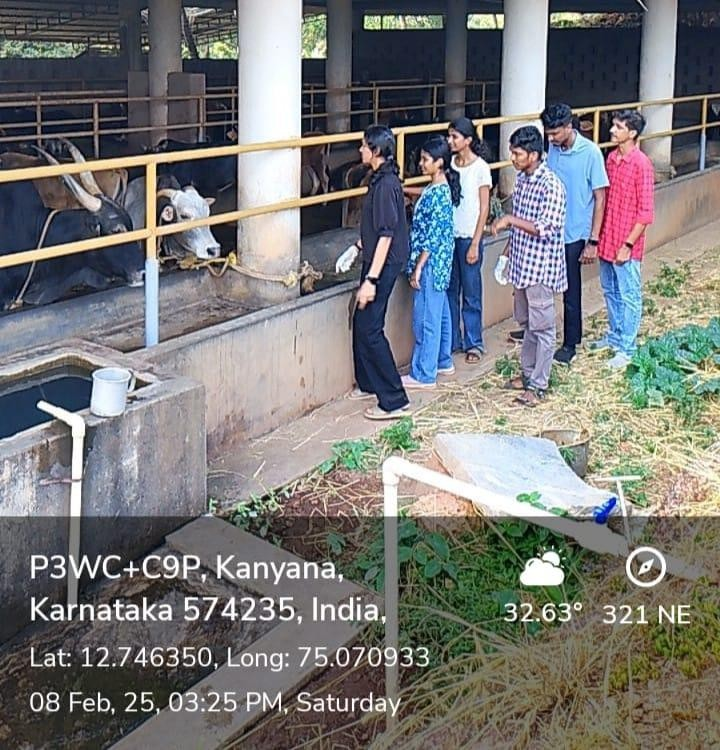 P3WC+C9P, Kanyana,
Karnataka 574235, India,
32.63° 321 NE
Lat: 12.746350, Long: 75.070933
08 Feb, 25, 03:25 PM, Saturday